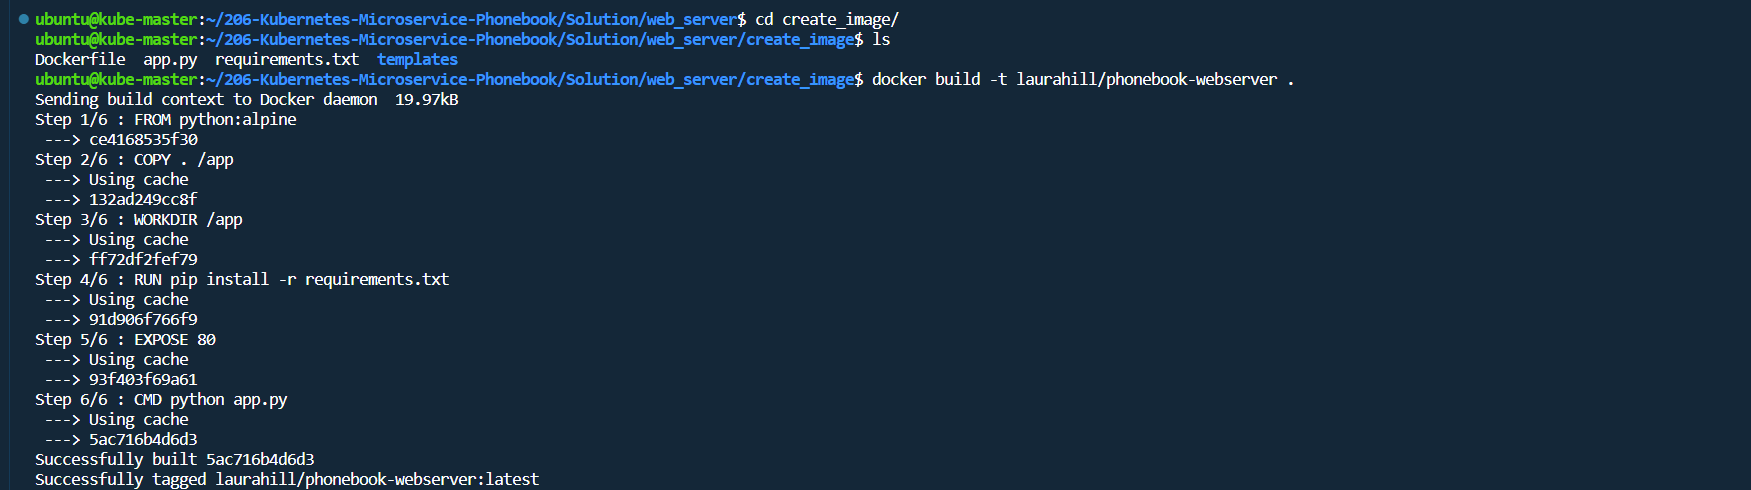 ubuntu@kube-master:~/206-Kubernetes-Microservice-Phonebook/Solution/web_server$ cd create_image/
ubuntu@kube-master:~/206-Kubernetes-Microservice-Phonebook/Solution/web_server/create_image$ ls
Dockerfile  app.py  requirements.txt  templates
ubuntu@kube-master:~/206-Kubernetes-Microservice-Phonebook/Solution/web_server/create_image$ docker build -t laurahill/phonebook-webserver .
Sending build context to Docker daemon  19.97kB
Step 1/6 : FROM python:alpine
 ---> ce4168535f30
Step 2/6 : COPY . /app
 ---> Using cache
 ---> 132ad249cc8f
Step 3/6 : WORKDIR /app
 ---> Using cache
 ---> ff72df2fef79
Step 4/6 : RUN pip install -r requirements.txt
 ---> Using cache
 ---> 91d906f766f9
Step 5/6 : EXPOSE 80
 ---> Using cache
 ---> 93f403f69a61
Step 6/6 : CMD python app.py
 ---> Using cache
 ---> 5ac716b4d6d3
Successfully built 5ac716b4d6d3
Successfully tagged laurahill/phonebook-webserver:latest